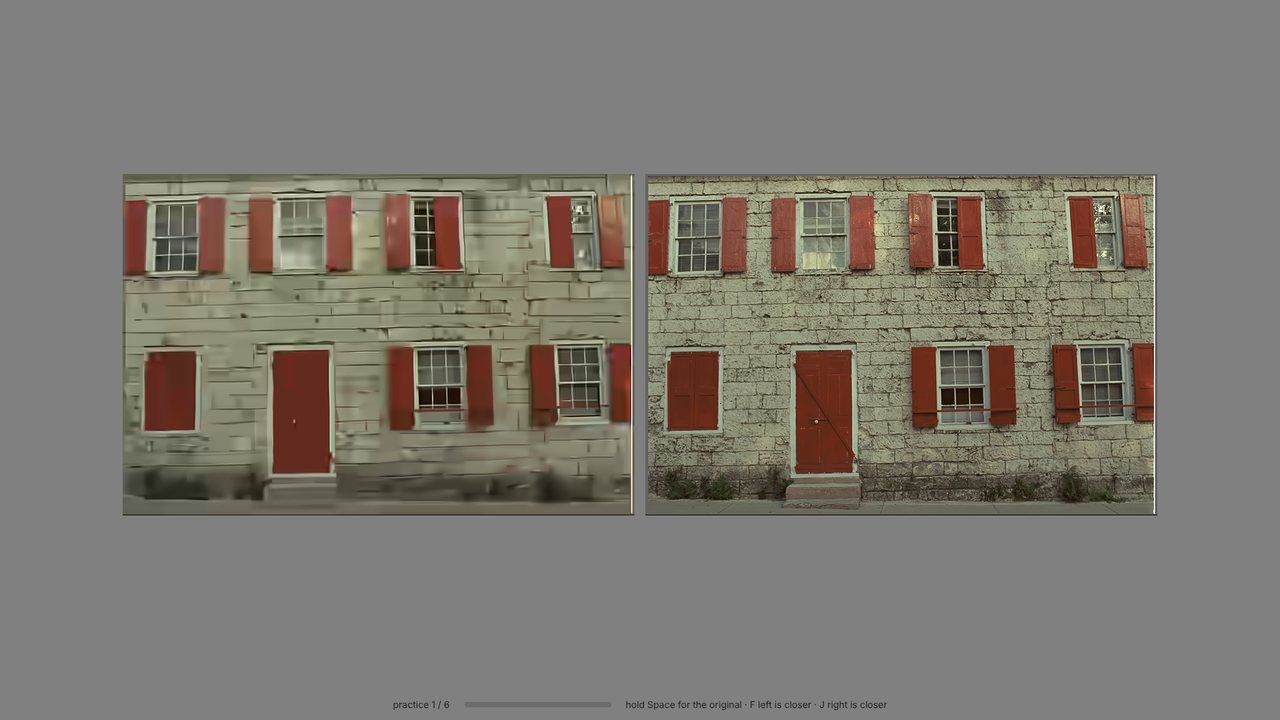 practice 1 / 6
hold Space for the original · F left is closer · J right is closer